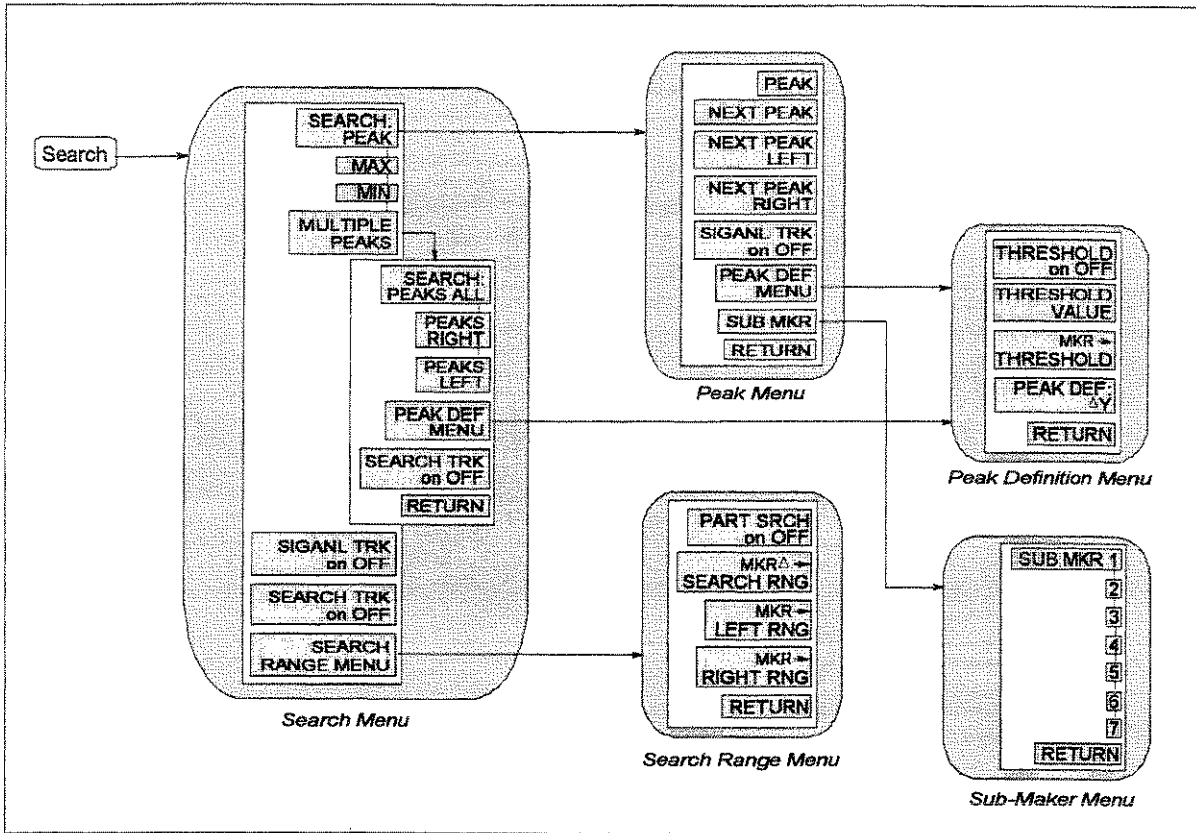 Search
SEARCH:
PEAK
MAX
MIN
MULTIPLE
PEAKS
SEARCH:
PEAKS ALL
PEAKS
RIGHT
PEAKS
LEFT
PEAK DEF
MENU
SEARCH TRK
on OFF
RETURN
SIGANL TRK
on OFF
SEARCH TRK
on OFF
SEARCH
RANGE MENU
Search Menu
PEAK
NEXT PEAK
NEXT PEAK
LEFT
NEXT PEAK
RIGHT
SIGANL TRK
on OFF
PEAK DEF
MENU
SUB MKR
RETURN
Peak Menu
THRESHOLD
on OFF
THRESHOLD
VALUE
MKR→
THRESHOLD
PEAK DEF:
ΔY
RETURN
Peak Definition Menu
PART SRCH
on OFF
MKRΔ→
SEARCH RNG
MKR→
LEFT RNG
MKR→
RIGHT RNG
RETURN
Search Range Menu
SUB MKR 1
2
3
4
5
6
7
RETURN
Sub-Maker Menu